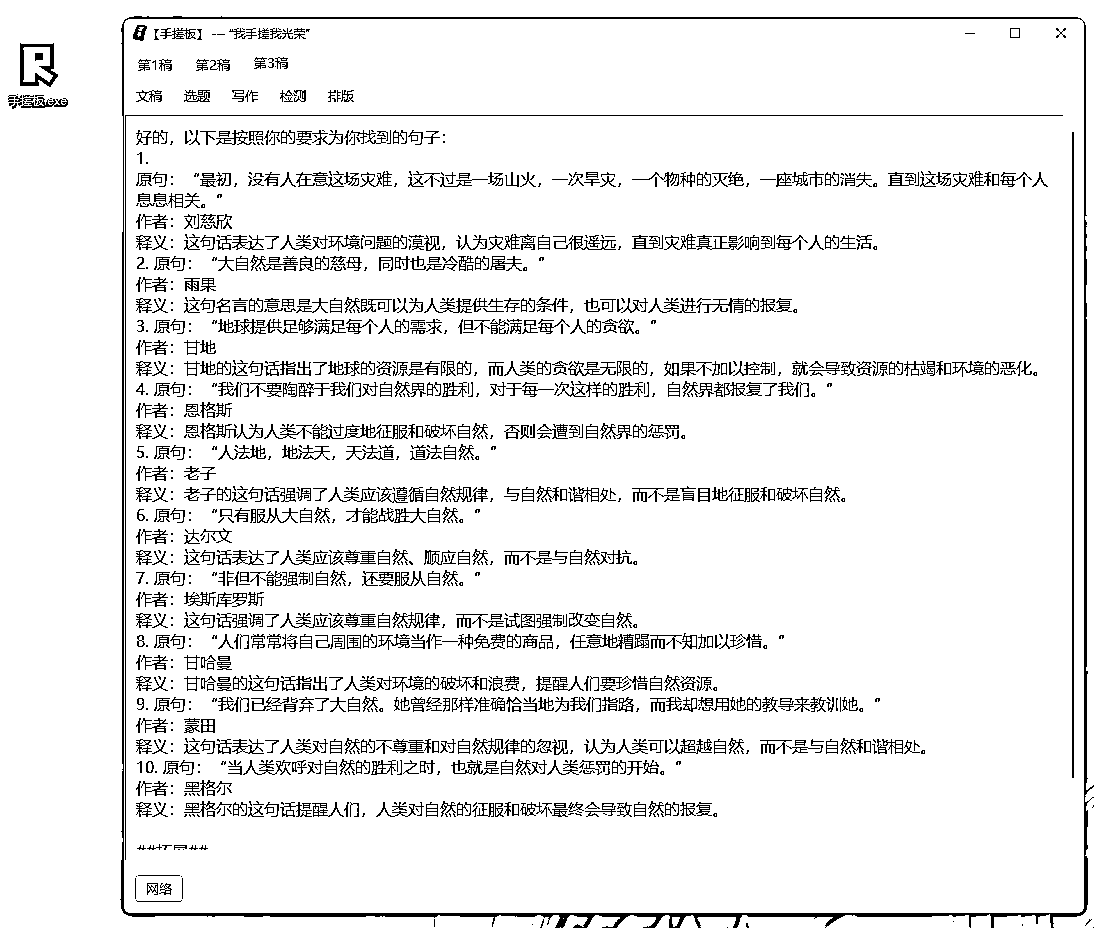 手搓板.exe
【手搓板】 --- “我手搓我光荣”
第1稿 第2稿 第3稿
文稿 选题 写作 检测 排版
好的，以下是按照你的要求为你找到的句子：
1.
原句：“最初，没有人在意这场灾难，这不过是一场山火，一次旱灾，一个物种的灭绝，一座城市的消失。直到这场灾难和每个人
息息相关。”
作者：刘慈欣
释义：这句话表达了人类对环境问题的漠视，认为灾难离自己很遥远，直到灾难真正影响到每个人的生活。
2. 原句：“大自然是善良的慈母，同时也是冷酷的屠夫。”
作者：雨果
释义：这句名言的意思是大自然既可以为人类提供生存的条件，也可以对人类进行无情的报复。
3. 原句：“地球提供足够满足每个人的需求，但不能满足每个人的贪欲。”
作者：甘地
释义：甘地的这句话指出了地球的资源是有限的，而人类的贪欲是无限的，如果不加以控制，就会导致资源的枯竭和环境的恶化。
4. 原句：“我们不要陶醉于我们对自然界的胜利，对于每一次这样的胜利，自然界都报复了我们。”
作者：恩格斯
释义：恩格斯认为人类不能过度地征服和破坏自然，否则会遭到自然界的惩罚。
5. 原句：“人法地，地法天，天法道，道法自然。”
作者：老子
释义：老子的这句话强调了人类应该遵循自然规律，与自然和谐相处，而不是盲目地征服和破坏自然。
6. 原句：“只有服从大自然，才能战胜大自然。”
作者：达尔文
释义：这句话表达了人类应该尊重自然、顺应自然，而不是与自然对抗。
7. 原句：“非但不能强制自然，还要服从自然。”
作者：埃斯库罗斯
释义：这句话强调了人类应该尊重自然规律，而不是试图强制改变自然。
8. 原句：“人们常常将自己周围的环境当作一种免费的商品，任意地糟蹋而不知加以珍惜。”
作者：甘哈曼
释义：甘哈曼的这句话指出了人类对环境的破坏和浪费，提醒人们要珍惜自然资源。
9. 原句：“我们已经背弃了大自然。她曾经那样准确恰当地为我们指路，而我却想用她的教导来教训她。”
作者：蒙田
释义：这句话表达了人类对自然的不尊重和对自然规律的忽视，认为人类可以超越自然，而不是与自然和谐相处。
10. 原句：“当人类欢呼对自然的胜利之时，也就是自然对人类惩罚的开始。”
作者：黑格尔
释义：黑格尔的这句话提醒人们，人类对自然的征服和破坏最终会导致自然的报复。
网络